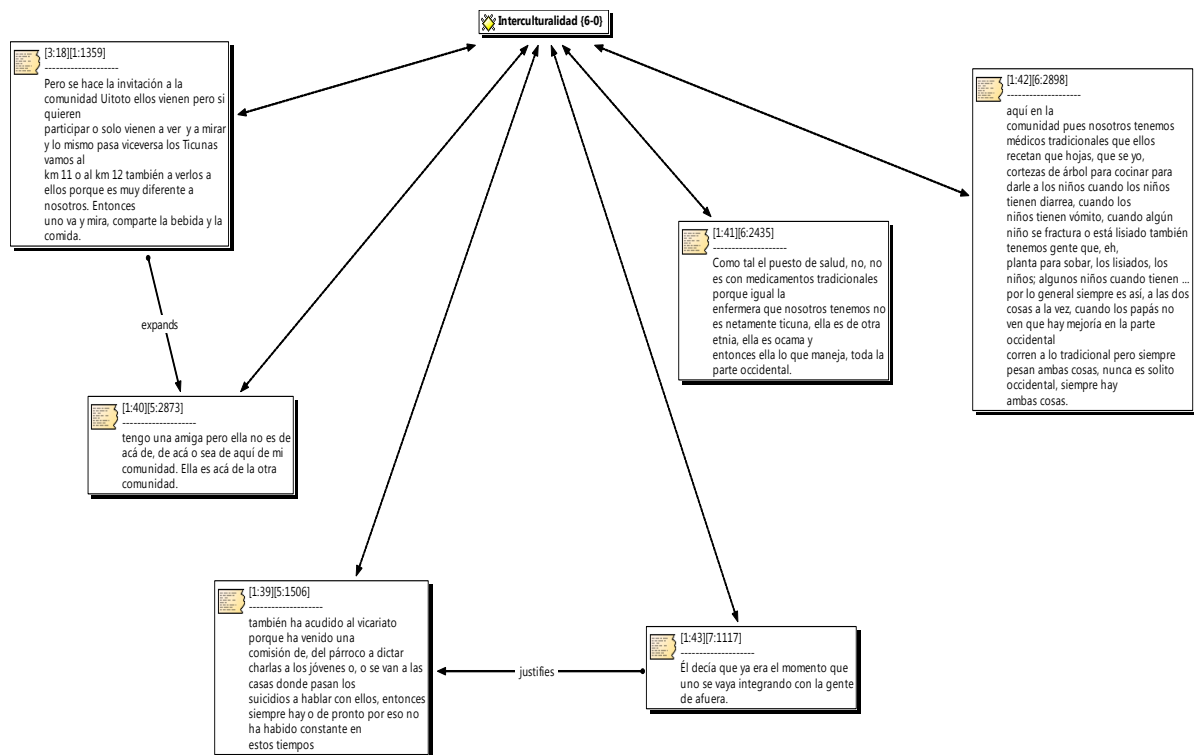 Interculturalidad {6-0}
[3:18][1:1359]
--------------------
Pero se hace la invitación a la
comunidad Uitoto ellos vienen pero si
quieren
participar o solo vienen a ver y a mirar
y lo mismo pasa viceversa los Ticunas
vamos al
km 11 o al km 12 también a verlos a
ellos porque es muy diferente a
nosotros. Entonces
uno va y mira, comparte la bebida y la
comida.
[1:42][6:2898]
--------------------
aquí en la
comunidad pues nosotros tenemos
médicos tradicionales que ellos
recetan que hojas, que se yo,
cortezas de árbol para cocinar para
darle a los niños cuando los niños
tienen diarrea, cuando los
niños tienen vómito, cuando algún
niño se fractura o está lisiado también
tenemos gente que, eh,
planta para sobar, los lisiados, los
niños; algunos niños cuando tienen ...
por lo general siempre es así, a las dos
cosas a la vez, cuando los papás no
ven que hay mejoría en la parte
occidental
corren a lo tradicional pero siempre
pesan ambas cosas, nunca es solito
occidental, siempre hay
ambas cosas.
[1:41][6:2435]
--------------------
Como tal el puesto de salud, no, no
es con medicamentos tradicionales
porque igual la
enfermera que nosotros tenemos no
es netamente ticuna, ella es de otra
etnia, ella es ocama y
entonces ella lo que maneja, toda la
parte occidental.
expands
[1:40][5:2873]
--------------------
tengo una amiga pero ella no es de
acá de, de acá o sea de aquí de mi
comunidad. Ella es acá de la otra
comunidad.
[1:39][5:1506]
--------------------
también ha acudido al vicariato
porque ha venido una
comisión de, del párroco a dictar
charlas a los jóvenes o, o se van a las
casas donde pasan los
suicidios a hablar con ellos, entonces
siempre hay o de pronto por eso no
ha habido constante en
estos tiempos
justifies
[1:43][7:1117]
--------------------
Él decía que ya era el momento que
uno se vaya integrando con la gente
de afuera.